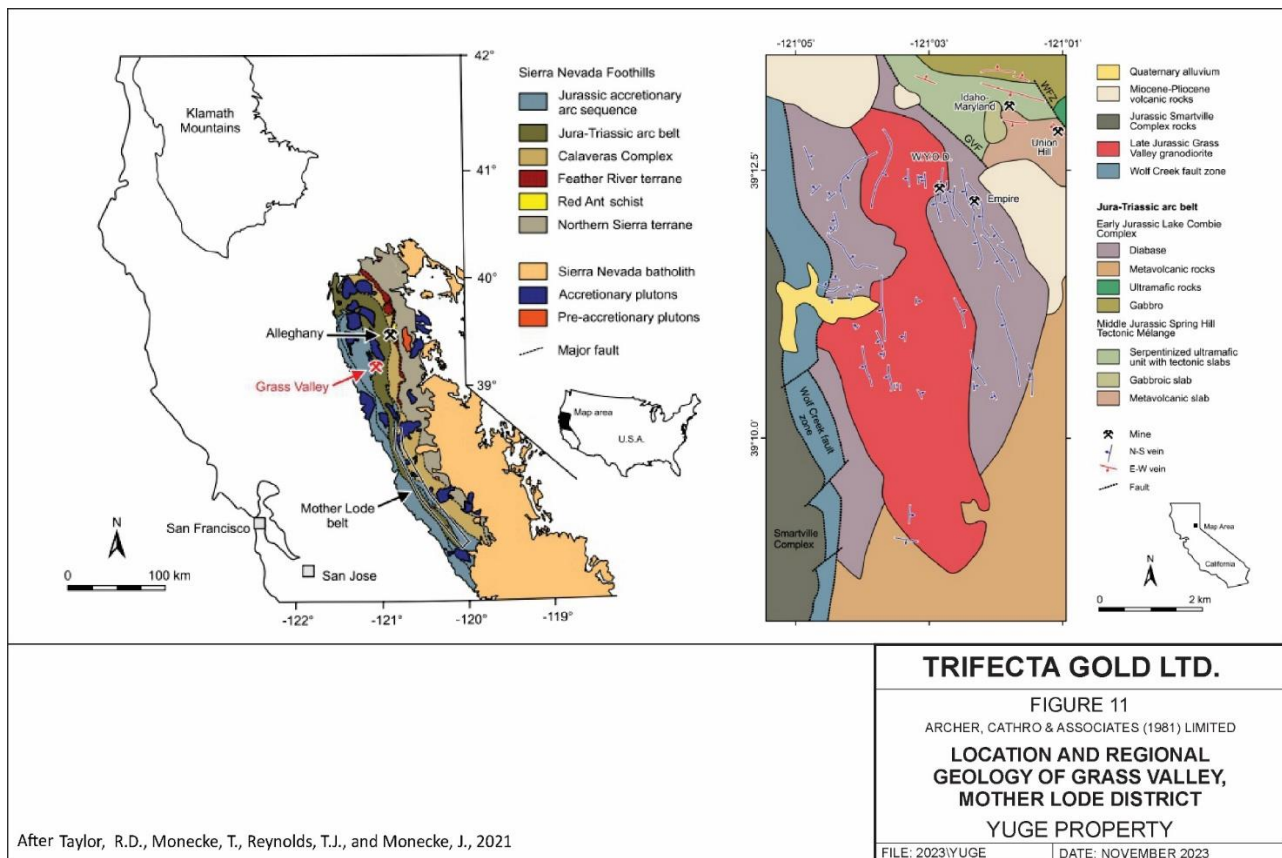 42°
41°
40°
39°
-122°
-121°
-120°
-119°
Klamath
Mountains
Alleghany
Grass Valley
Mother Lode
belt
San Francisco
San Jose
N
0
100 km
Sierra Nevada Foothills
Jurassic accretionary
arc sequence
Jura-Triassic arc belt
Calaveras Complex
Feather River terrane
Red Ant schist
Northern Sierra terrane
Sierra Nevada batholith
Accretionary plutons
Pre-accretionary plutons
Major fault
Map area
U.S.A.
-121°05'
-121°03'
-121°01'
39°12.5'
39°10.0'
Idaho-
Maryland
WFZ
Union
Hill
GVF
W.Y.O.D.
Empire
Wolf Creek fault
zone
Smartville
Complex
Quaternary alluvium
Miocene-Pliocene
volcanic rocks
Jurassic Smartville
Complex rocks
Late Jurassic Grass
Valley granodiorite
Wolf Creek fault zone
Jura-Triassic arc belt
Early Jurassic Lake Combie
Complex
Diabase
Metavolcanic rocks
Ultramafic rocks
Gabbro
Middle Jurassic Spring Hill
Tectonic Mélange
Serpentinized ultramafic
unit with tectonic slabs
Gabbroic slab
Metavolcanic slab
Mine
N-S vein
E-W vein
Fault
Map Area
California
N
0
2 km
TRIFECTA GOLD LTD.
FIGURE 11
ARCHER, CATHRO & ASSOCIATES (1981) LIMITED
LOCATION AND REGIONAL
GEOLOGY OF GRASS VALLEY,
MOTHER LODE DISTRICT
YUGE PROPERTY
FILE: 2023\YUGE
DATE: NOVEMBER 2023
After Taylor, R.D., Monecke, T., Reynolds, T.J., and Monecke, J., 2021